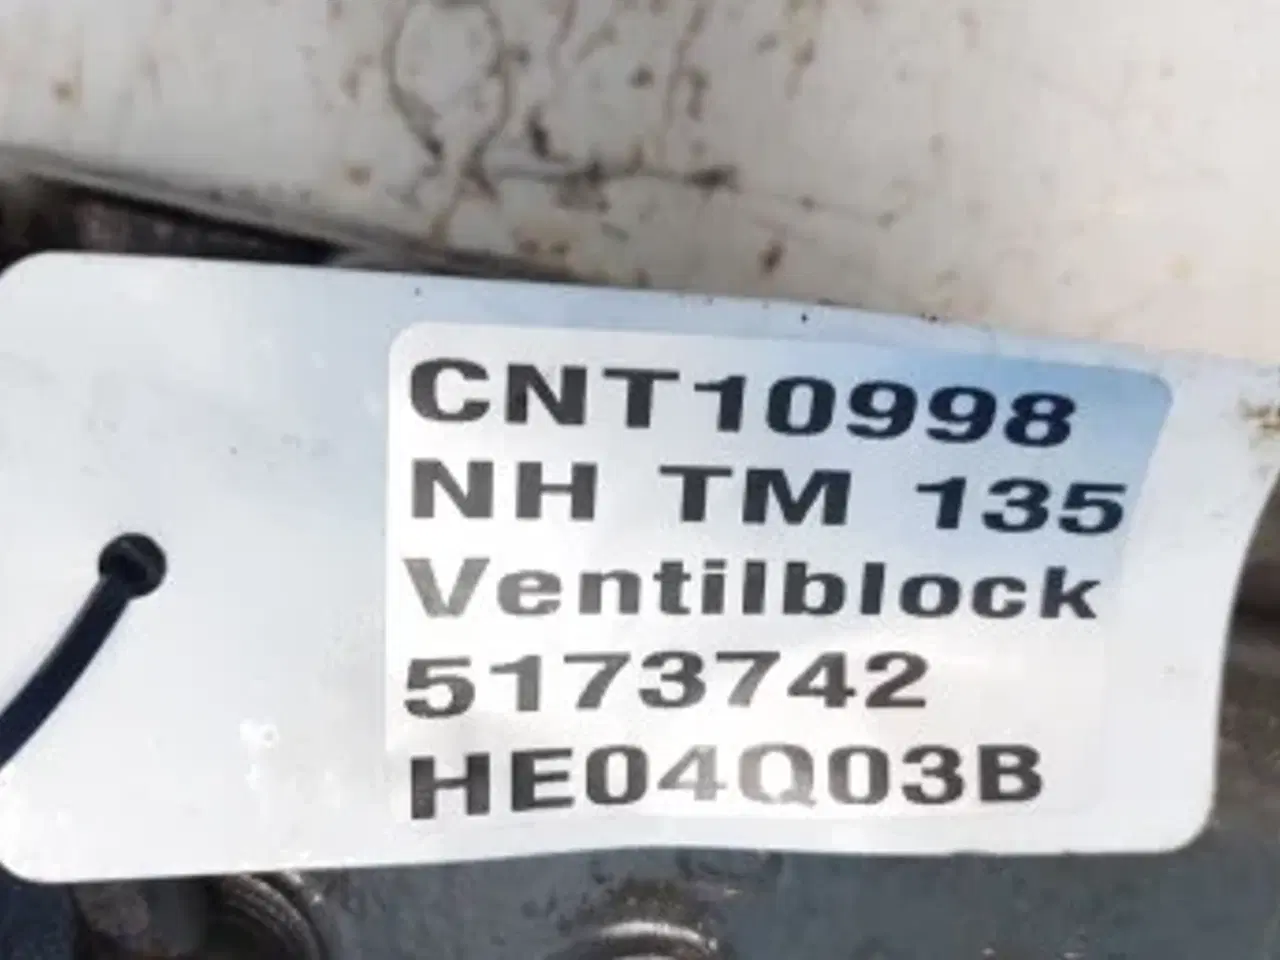 CNT10998
NH TM 135
Ventilblock
5173742
HE04Q03B